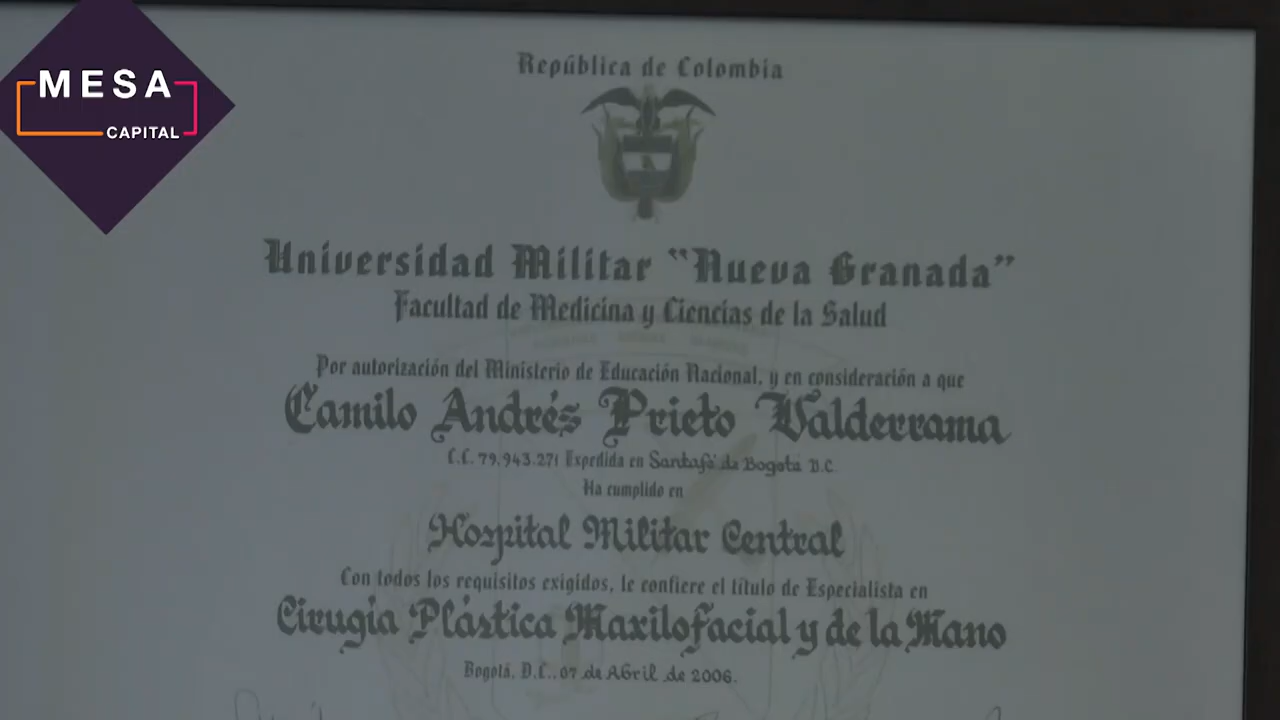 MESA
CAPITAL
República de Colombia
Universidad Militar "Nueva Granada"
Facultad de Medicina y Ciencias de la Salud
Por autorización del Ministerio de Educación Nacional, y en consideración a que
Camilo Andrés Prieto Valderrama
C.C. 79.943.271 Expedida en Santafé de Bogotá D.C.
Ha cumplido en
Hospital Militar Central
Con todos los requisitos exigidos, le confiere el título de Especialista en
Cirugía Plástica Maxilofacial y de la Mano
Bogotá, D.C., 07 de Abril de 2006.